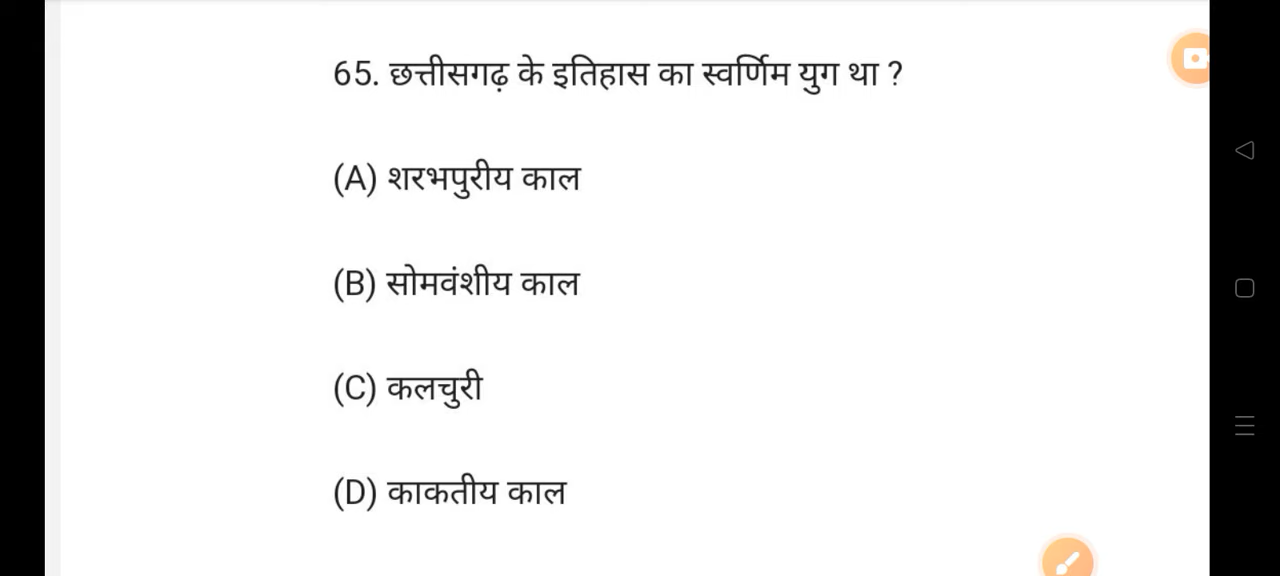 65. छत्तीसगढ़ के इतिहास का स्वर्णिम युग था ?
(A) शरभपुरीय काल
(B) सोमवंशीय काल
(C) कलचुरी
(D) काकतीय काल